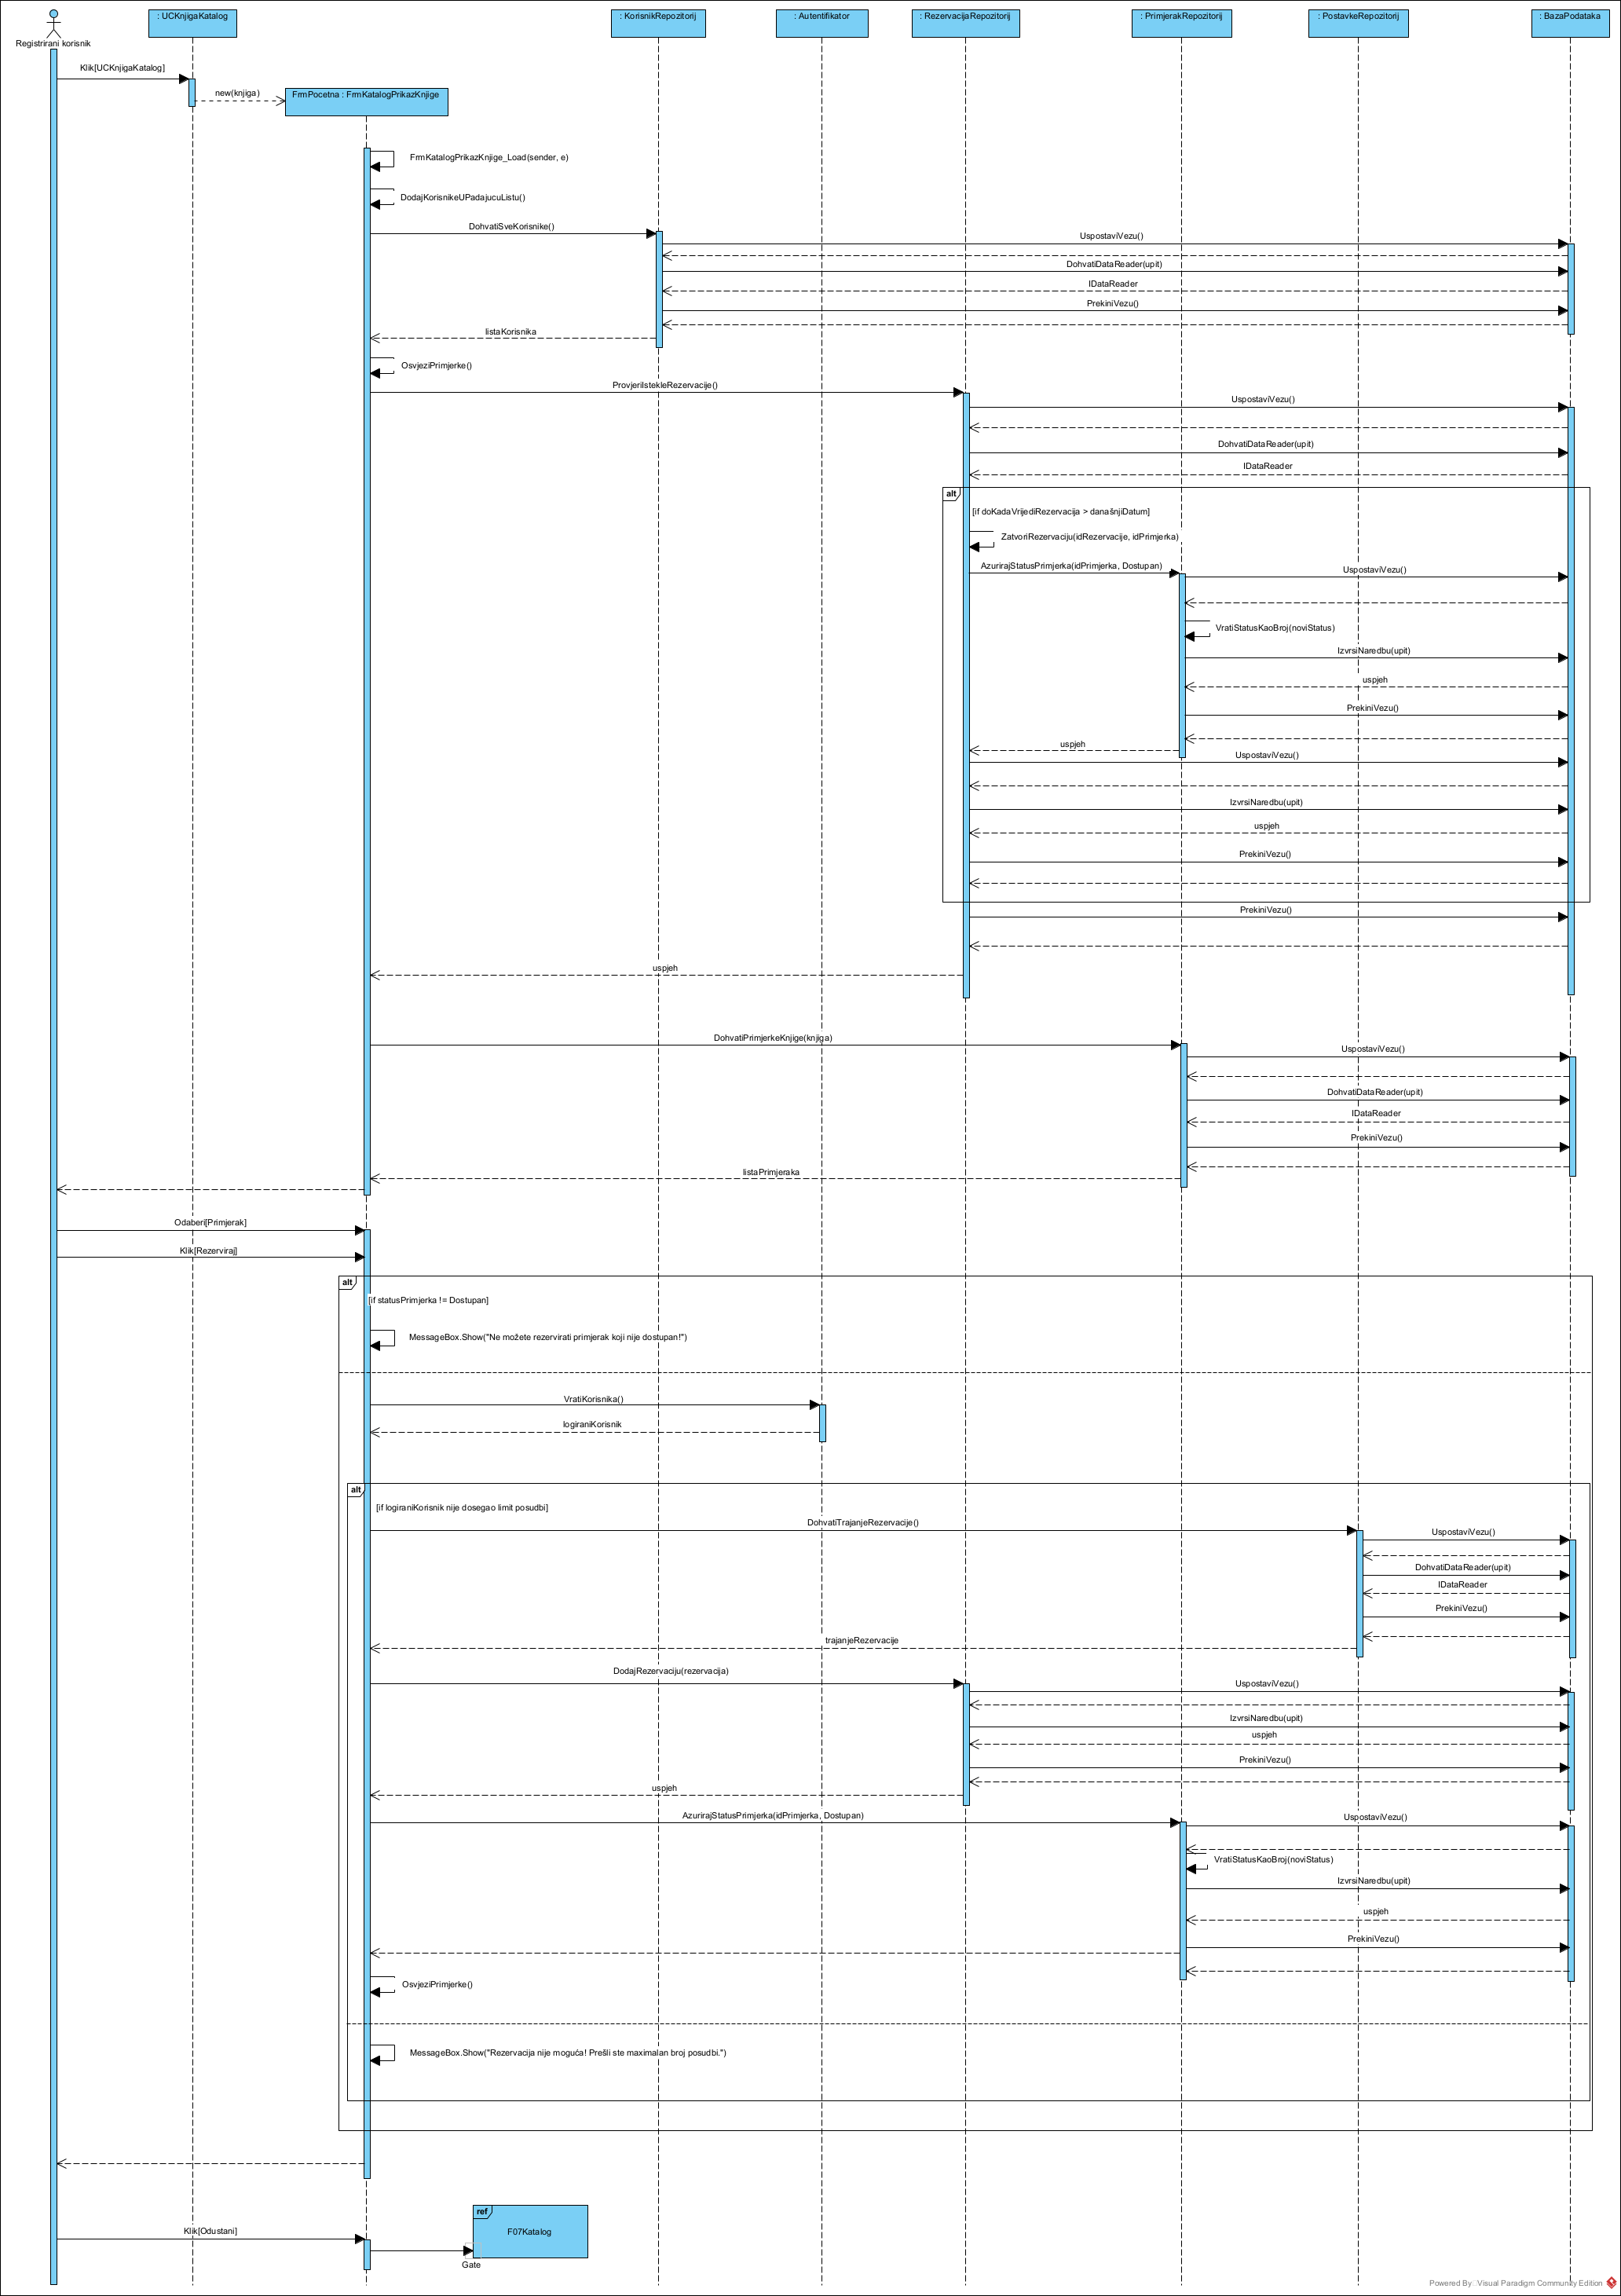 Registrirani korisnik
: UCKnjigaKatalog
: KorisnikRepozitorij
: Autentifikator
: RezervacijaRepozitorij
: PrimjerakRepozitorij
: PostavkeRepozitorij
: BazaPodataka
Klik[UCKnjigaKatalog]
new(knjiga)
FrmPocetna : FrmKatalogPrikazKnjige
FrmKatalogPrikazKnjige_Load(sender, e)
DodajKorisnikeUPadajucuListu()
DohvatiSveKorisnike()
UspostaviVezu()
DohvatiDataReader(upit)
IDataReader
PrekiniVezu()
listaKorisnika
OsvjeziPrimjerke()
ProvjeriIstekleRezervacije()
UspostaviVezu()
DohvatiDataReader(upit)
IDataReader
alt
[if doKadaVrijediRezervacija > današnjiDatum]
ZatvoriRezervaciju(idRezervacije, idPrimjerka)
AzurirajStatusPrimjerka(idPrimjerka, Dostupan)
UspostaviVezu()
VratiStatusKaoBroj(noviStatus)
IzvrsiNaredbu(upit)
uspjeh
PrekiniVezu()
uspjeh
UspostaviVezu()
IzvrsiNaredbu(upit)
uspjeh
PrekiniVezu()
PrekiniVezu()
uspjeh
DohvatiPrimjerkeKnjige(knjiga)
UspostaviVezu()
DohvatiDataReader(upit)
IDataReader
PrekiniVezu()
listaPrimjeraka
Odaberi[Primjerak]
Klik[Rezerviraj]
alt
[if statusPrimjerka != Dostupan]
MessageBox.Show("Ne možete rezervirati primjerak koji nije dostupan!")
VratiKorisnika()
logiraniKorisnik
alt
[if logiraniKorisnik nije dosegao limit posudbi]
DohvatiTrajanjeRezervacije()
UspostaviVezu()
DohvatiDataReader(upit)
IDataReader
PrekiniVezu()
trajanjeRezervacije
DodajRezervaciju(rezervacija)
UspostaviVezu()
IzvrsiNaredbu(upit)
uspjeh
PrekiniVezu()
uspjeh
AzurirajStatusPrimjerka(idPrimjerka, Dostupan)
UspostaviVezu()
VratiStatusKaoBroj(noviStatus)
IzvrsiNaredbu(upit)
uspjeh
PrekiniVezu()
OsvjeziPrimjerke()
MessageBox.Show("Rezervacija nije moguća! Prešli ste maximalan broj posudbi.")
ref
F07Katalog
Klik[Odustani]
Gate
Powered By Visual Paradigm Community Edition